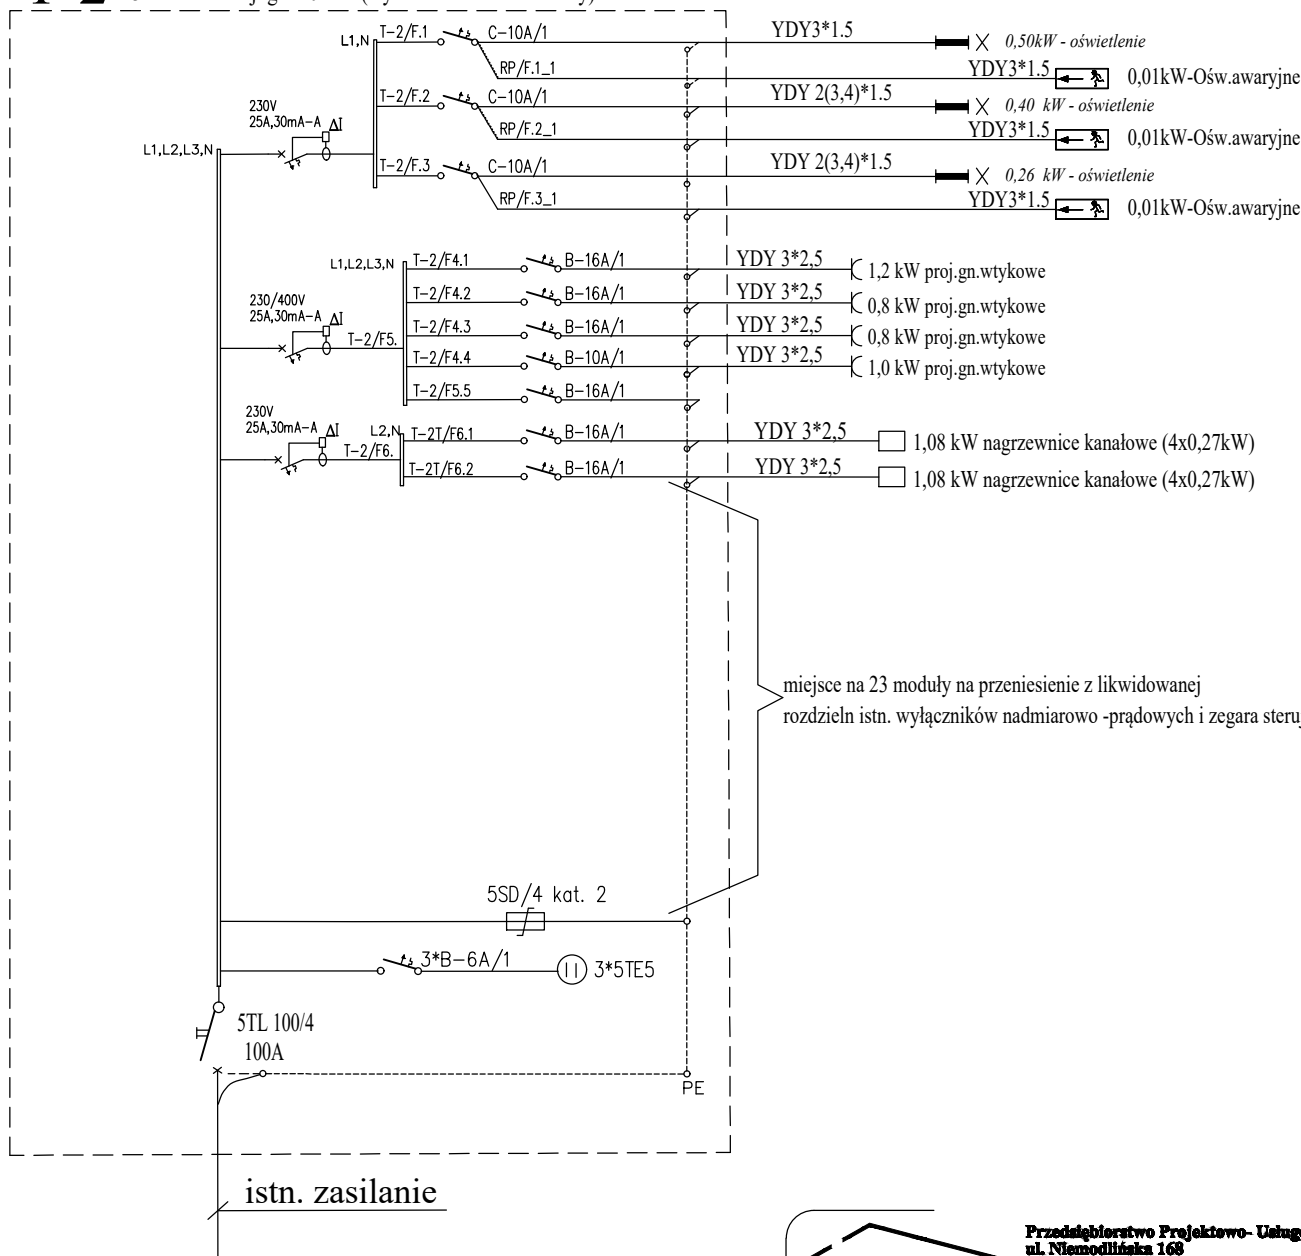 L1,N
T-2/F.1
C-10A/1
YDY3*1.5
0,50kW - oświetlenie
RP/F.1_1
YDY3*1.5
0,01kW-Ośw.awaryjne
T-2/F.2
C-10A/1
YDY 2(3,4)*1.5
0,40 kW - oświetlenie
230V
25A,30mA-A ΔI
RP/F.2_1
YDY3*1.5
0,01kW-Ośw.awaryjne
L1,L2,L3,N
T-2/F.3
C-10A/1
YDY 2(3,4)*1.5
0,26 kW - oświetlenie
RP/F.3_1
YDY3*1.5
0,01kW-Ośw.awaryjne
L1,L2,L3,N
T-2/F4.1
B-16A/1
YDY 3*2,5
1,2 kW proj.gn.wtykowe
T-2/F4.2
B-16A/1
YDY 3*2,5
0,8 kW proj.gn.wtykowe
230/400V
25A,30mA-A ΔI
T-2/F5.
T-2/F4.3
B-16A/1
YDY 3*2,5
0,8 kW proj.gn.wtykowe
T-2/F4.4
B-10A/1
YDY 3*2,5
1,0 kW proj.gn.wtykowe
T-2/F5.5
B-16A/1
230V
25A,30mA-A ΔI
T-2/F6.
L2,N
T-2T/F6.1
B-16A/1
YDY 3*2,5
1,08 kW nagrzewnice kanałowe (4x0,27kW)
T-2T/F6.2
B-16A/1
YDY 3*2,5
1,08 kW nagrzewnice kanałowe (4x0,27kW)
miejsce na 23 moduły na przeniesienie z likwidowanej
rozdzieln istn. wyłączników nadmiarowo -prądowych i zegara steru
5SD/4 kat. 2
3*B-6A/1
3*5TE5
5TL 100/4
100A
PE
istn. zasilanie
Przedsiębiorstwo Projektowo- Usługo
ul. Niemodlińska 168